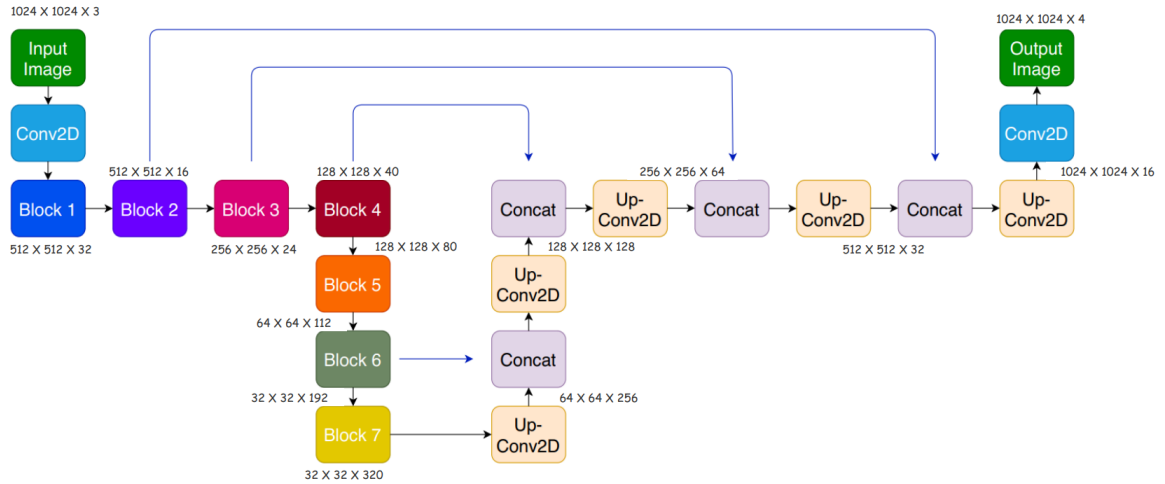 1024 X 1024 X 3
Input
Image
Conv2D
Block 1
512 X 512 X 32
512 X 512 X 16
Block 2
Block 3
256 X 256 X 24
128 X 128 X 40
Block 4
128 X 128 X 80
Block 5
64 X 64 X 112
Block 6
32 X 32 X 192
Block 7
32 X 32 X 320
Up-
Conv2D
64 X 64 X 256
Concat
Up-
Conv2D
128 X 128 X 128
Concat
Up-
Conv2D
256 X 256 X 64
Concat
Up-
Conv2D
512 X 512 X 32
Concat
Up-
Conv2D
1024 X 1024 X 16
Conv2D
Output
Image
1024 X 1024 X 4